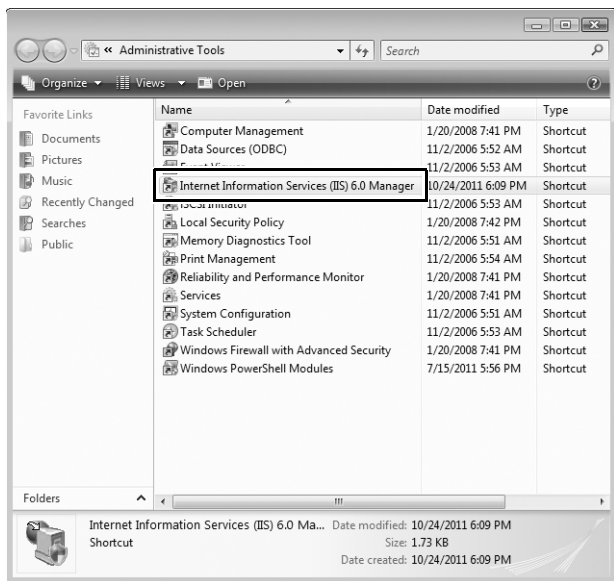 « Administrative Tools
Search
Organize Views Open
Favorite Links
Documents
Pictures
Music
Recently Changed
Searches
Public
Folders
Name Date modified Type
Computer Management 1/20/2008 7:41 PM Shortcut
Data Sources (ODBC) 11/2/2006 5:52 AM Shortcut
Event Viewer 11/2/2006 5:53 AM Shortcut
Internet Information Services (IIS) 6.0 Manager 10/24/2011 6:09 PM Shortcut
iSCSI Initiator 11/2/2006 5:53 AM Shortcut
Local Security Policy 1/20/2008 7:42 PM Shortcut
Memory Diagnostics Tool 11/2/2006 5:51 AM Shortcut
Print Management 11/2/2006 5:54 AM Shortcut
Reliability and Performance Monitor 1/20/2008 7:41 PM Shortcut
Services 1/20/2008 7:41 PM Shortcut
System Configuration 11/2/2006 5:51 AM Shortcut
Task Scheduler 11/2/2006 5:53 AM Shortcut
Windows Firewall with Advanced Security 1/20/2008 7:41 PM Shortcut
Windows PowerShell Modules 7/15/2011 5:56 PM Shortcut
Internet Information Services (IIS) 6.0 Ma... Date modified: 10/24/2011 6:09 PM
Shortcut Size: 1.73 KB
Date created: 10/24/2011 6:09 PM